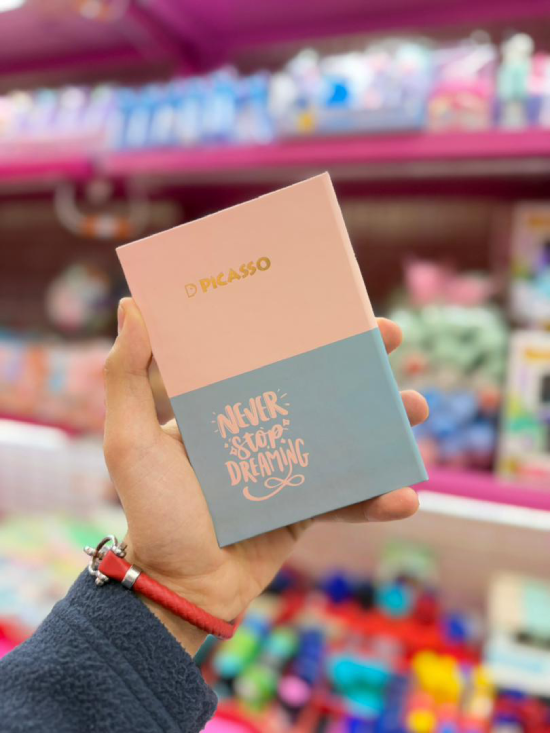 PICASSO
NEVER
Stop
DREAMING